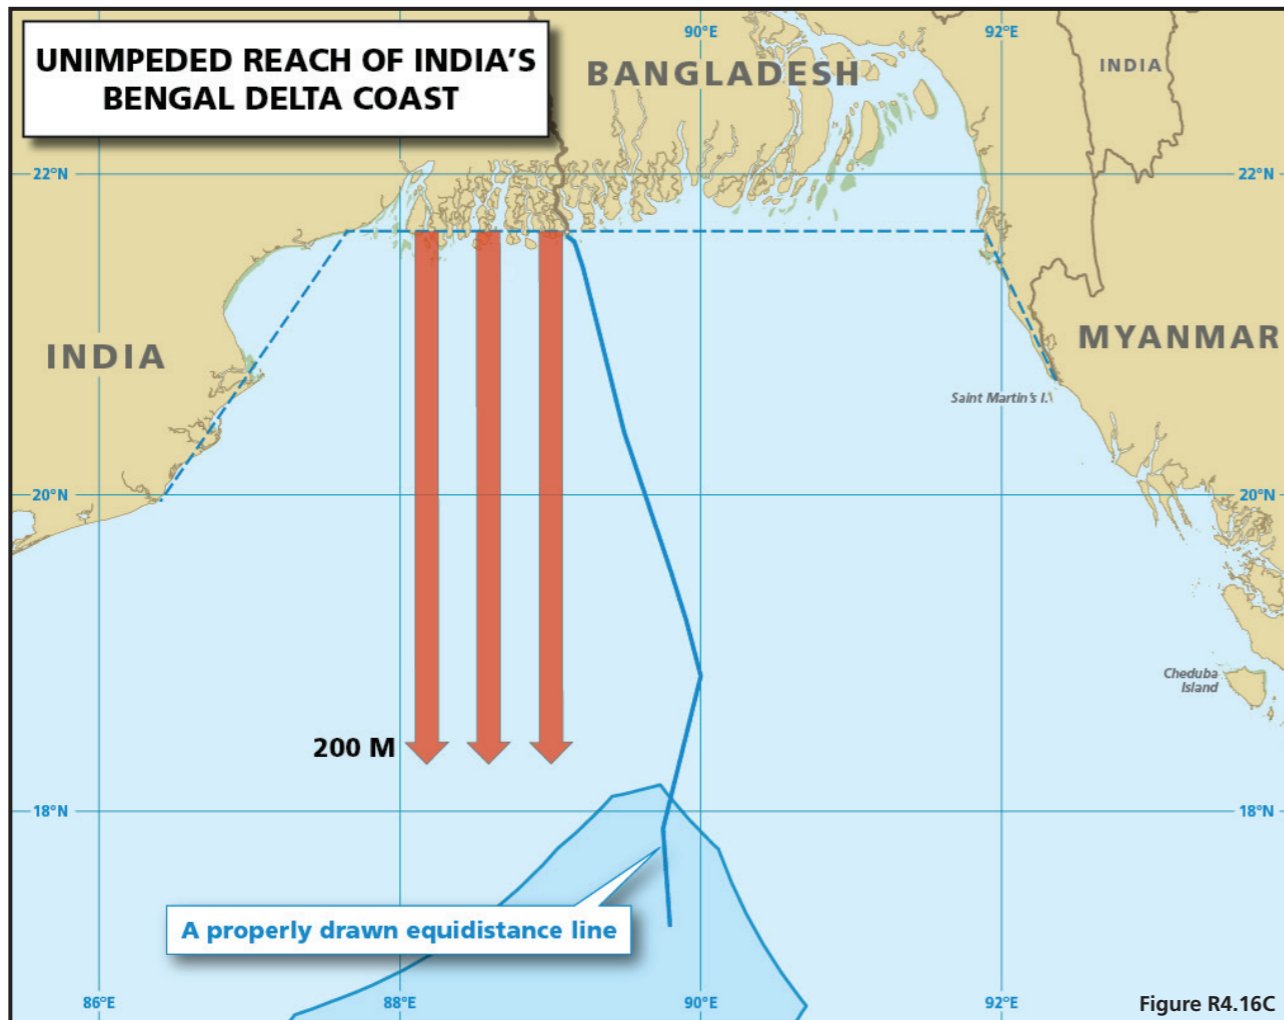 UNIMPEDED REACH OF INDIA'S
BENGAL DELTA COAST
90°E
92°E
BANGLADESH
INDIA
22°N
22°N
INDIA
MYANMAR
Saint Martin's I.
20°N
20°N
Cheduba
Island
200 M
18°N
18°N
A properly drawn equidistance line
86°E
88°E
90°E
92°E
Figure R4.16C